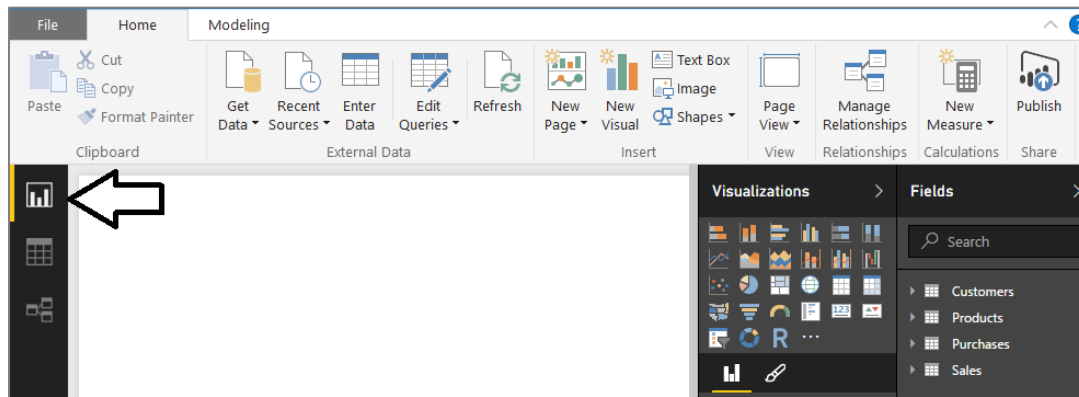 File Home Modeling
Cut
Copy
Format Painter
Paste
Clipboard
Get Data
Recent Sources
Enter Data
Edit Queries
Refresh
External Data
New Page
New Visual
Text Box
Image
Shapes
Insert
Page View
View
Manage Relationships
Relationships
New Measure
Calculations
Publish
Share
Visualizations
123
R
Fields
Search
Customers
Products
Purchases
Sales